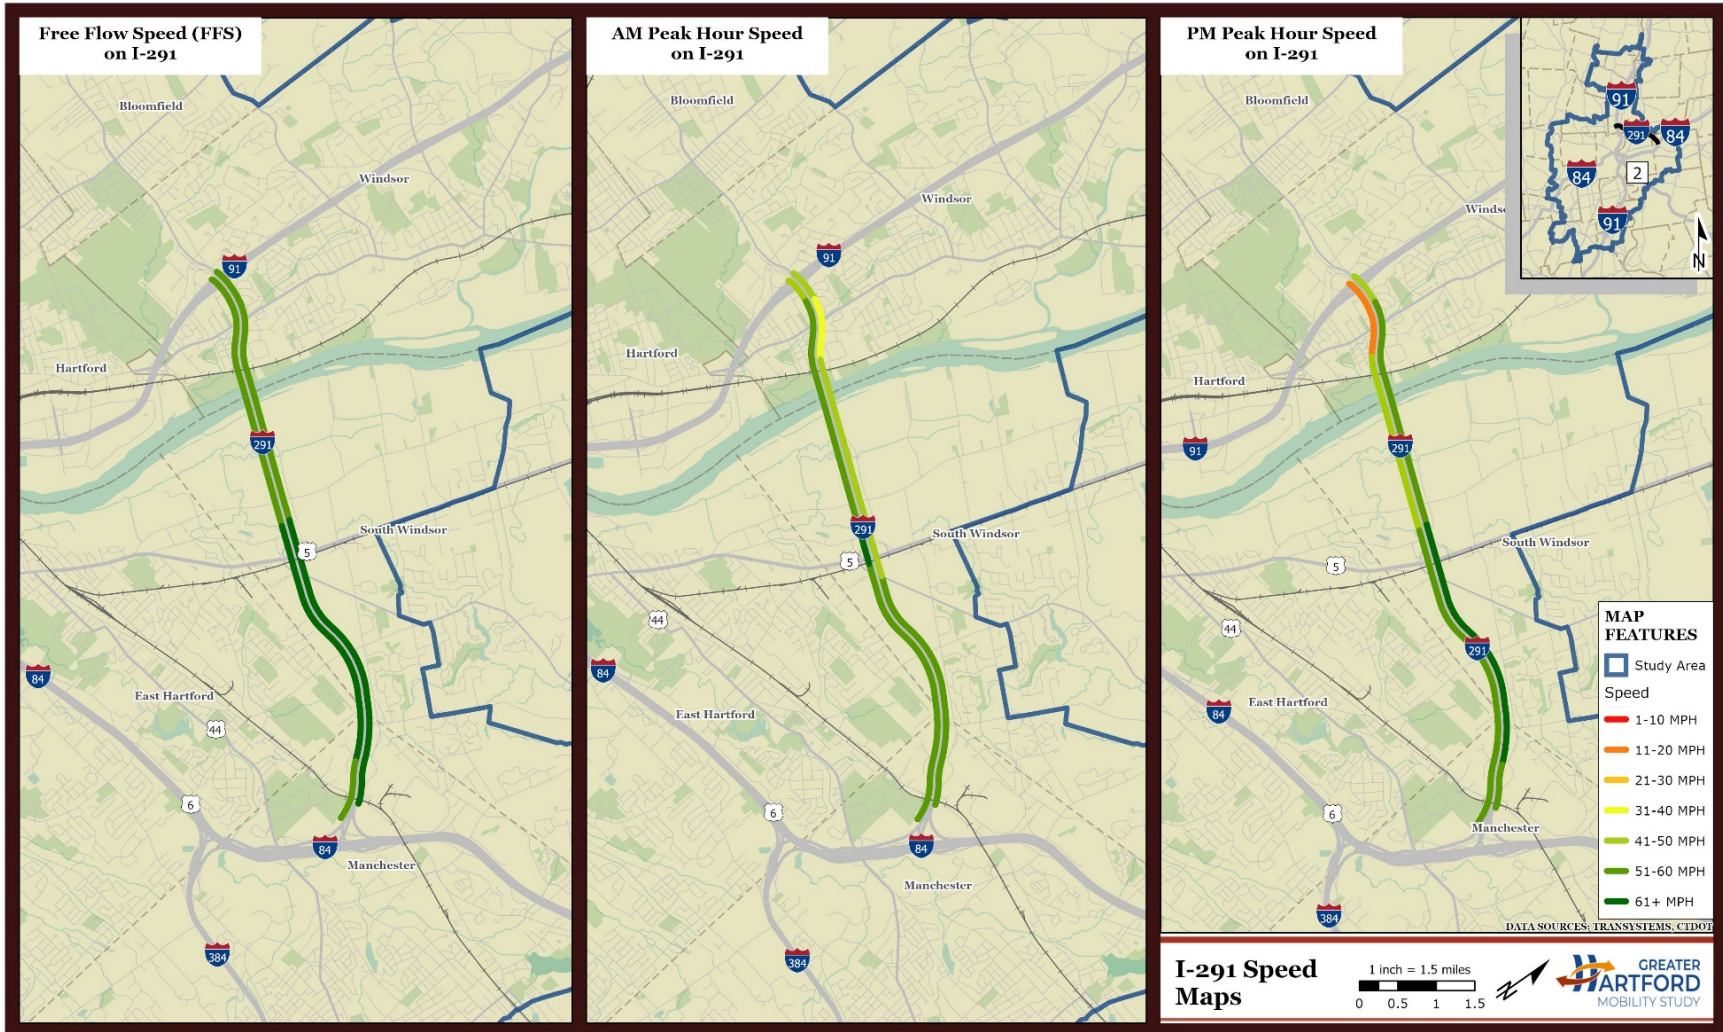 Free Flow Speed (FFS)
on I-291
Bloomfield
Windsor
91
Hartford
291
South Windsor
5
84
East Hartford
44
6
84
Manchester
384
AM Peak Hour Speed
on I-291
Bloomfield
Windsor
91
Hartford
291
South Windsor
5
44
84
East Hartford
6
84
Manchester
384
PM Peak Hour Speed
on I-291
Bloomfield
Windso
Hartford
91
291
South Windsor
5
44
291
84
East Hartford
6
Manchester
384
91
291
84
84
2
91
N
MAP
FEATURES
Study Area
Speed
1-10 MPH
11-20 MPH
21-30 MPH
31-40 MPH
41-50 MPH
51-60 MPH
61+ MPH
DATA SOURCES: TRANSYSTEMS, CTDOT
I-291 Speed
Maps
1 inch = 1.5 miles
0 0.5 1 1.5
N
GREATER
HARTFORD
MOBILITY STUDY